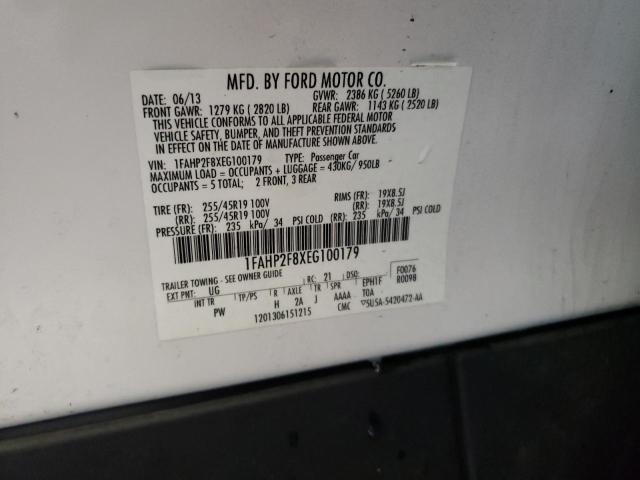 MFD. BY FORD MOTOR CO.
DATE: 06/13 GVWR: 2386 KG ( 5260 LB)
FRONT GAWR: 1279 KG ( 2820 LB) REAR GAWR: 1143 KG ( 2520 LB)
THIS VEHICLE CONFORMS TO ALL APPLICABLE FEDERAL MOTOR
VEHICLE SAFETY, BUMPER, AND THEFT PREVENTION STANDARDS
IN EFFECT ON THE DATE OF MANUFACTURE SHOWN ABOVE.
VIN: 1FAHP2F8XEG100179 TYPE: Passenger Car
MAXIMUM LOAD = OCCUPANTS + LUGGAGE = 430KG/ 950LB
OCCUPANTS = 5 TOTAL; 2 FRONT, 3 REAR
TIRE (FR): 255/45R19 100V RIMS (FR): 19X8.5J
(RR): 255/45R19 100V (RR): 19X8.5J
PRESSURE (FR): 235 kPa/ 34 PSI COLD (RR): 235 kPa/ 34 PSI COLD
1FAHP2F8XEG100179
TRAILER TOWING - SEE OWNER GUIDE
EXT PNT: UG RC: 21 DSO: F0076
INT TR TP/PS R AXLE TR SPR EPH1F R0098
PW H 2A J AAAA TOA
1201306151215 CMC 5U5A-5420472-AA